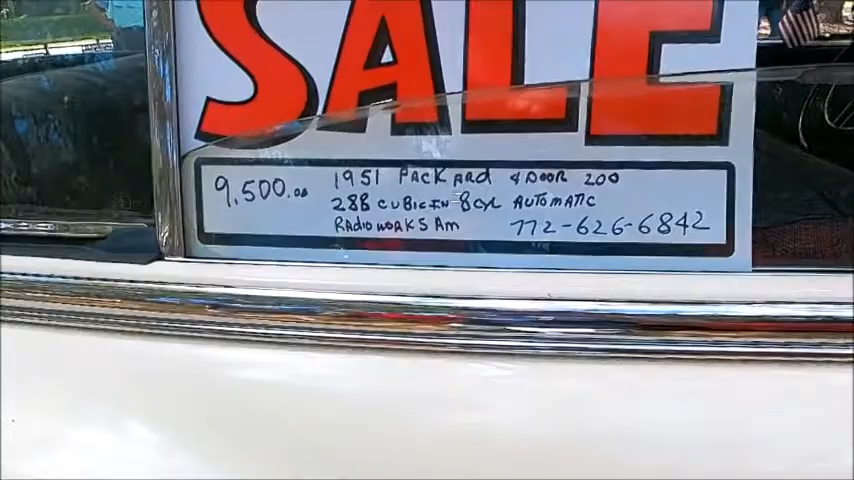 SALE
9,500.00 1951 PACKARD 4 DOOR 200
288 CUBIC IN 8 CYL AUTOMATIC
RADIO WORKS AM 772-626-6842